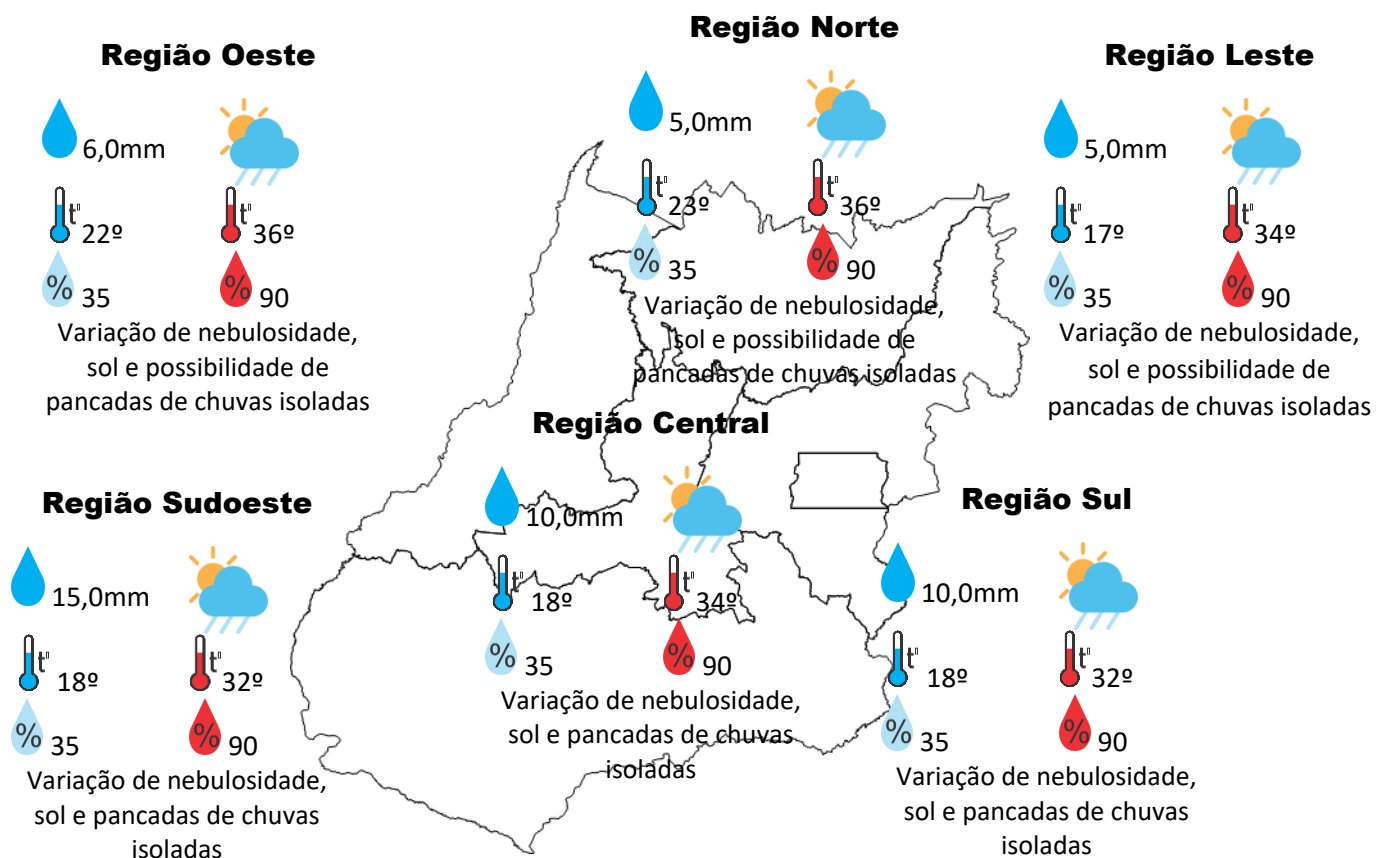 Região Oeste
6,0mm
t°
22º
t°
36º
%
35
%
90
Variação de nebulosidade,
sol e possibilidade de
pancadas de chuvas isoladas
Região Norte
5,0mm
t°
23º
t°
36º
%
35
%
90
Variação de nebulosidade,
sol e possibilidade de
pancadas de chuvas isoladas
Região Leste
5,0mm
t°
17º
t°
34º
%
35
%
90
Variação de nebulosidade,
sol e possibilidade de
pancadas de chuvas isoladas
Região Sudoeste
15,0mm
t°
18º
t°
32º
%
35
%
90
Variação de nebulosidade,
sol e pancadas de chuvas
isoladas
Região Central
10,0mm
t°
18º
t°
34º
%
35
%
90
Variação de nebulosidade,
sol e pancadas de chuvas
isoladas
Região Sul
10,0mm
t°
18º
t°
32º
%
35
%
90
Variação de nebulosidade,
sol e pancadas de chuvas
isoladas